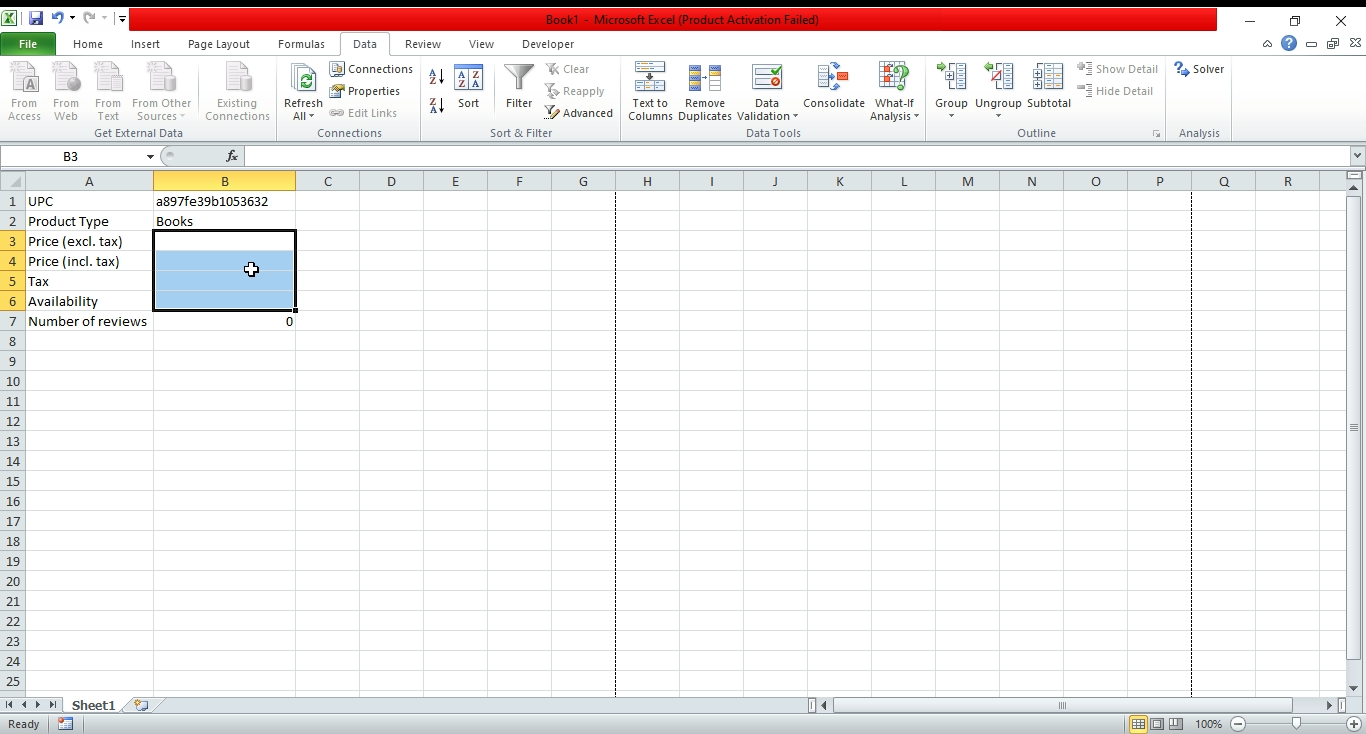 Book1 - Microsoft Excel (Product Activation Failed)
File Home Insert Page Layout Formulas Data Review View Developer
From Access
From Web
From Text
From Other Sources
Existing Connections
Get External Data
Refresh All
Connections
Properties
Edit Links
Connections
Sort
Filter
Clear
Reapply
Advanced
Sort & Filter
Text to Columns
Remove Duplicates
Data Validation
Consolidate
What-If Analysis
Data Tools
Group
Ungroup
Subtotal
Show Detail
Hide Detail
Outline
Solver
Analysis
B3 fx
A B C D E F G H I J K L M N O P Q R
1 UPC a897fe39b1053632
2 Product Type Books
3 Price (excl. tax)
4 Price (incl. tax)
5 Tax
6 Availability
7 Number of reviews 0
8
9
10
11
12
13
14
15
16
17
18
19
20
21
22
23
24
25
Sheet1
Ready 100%